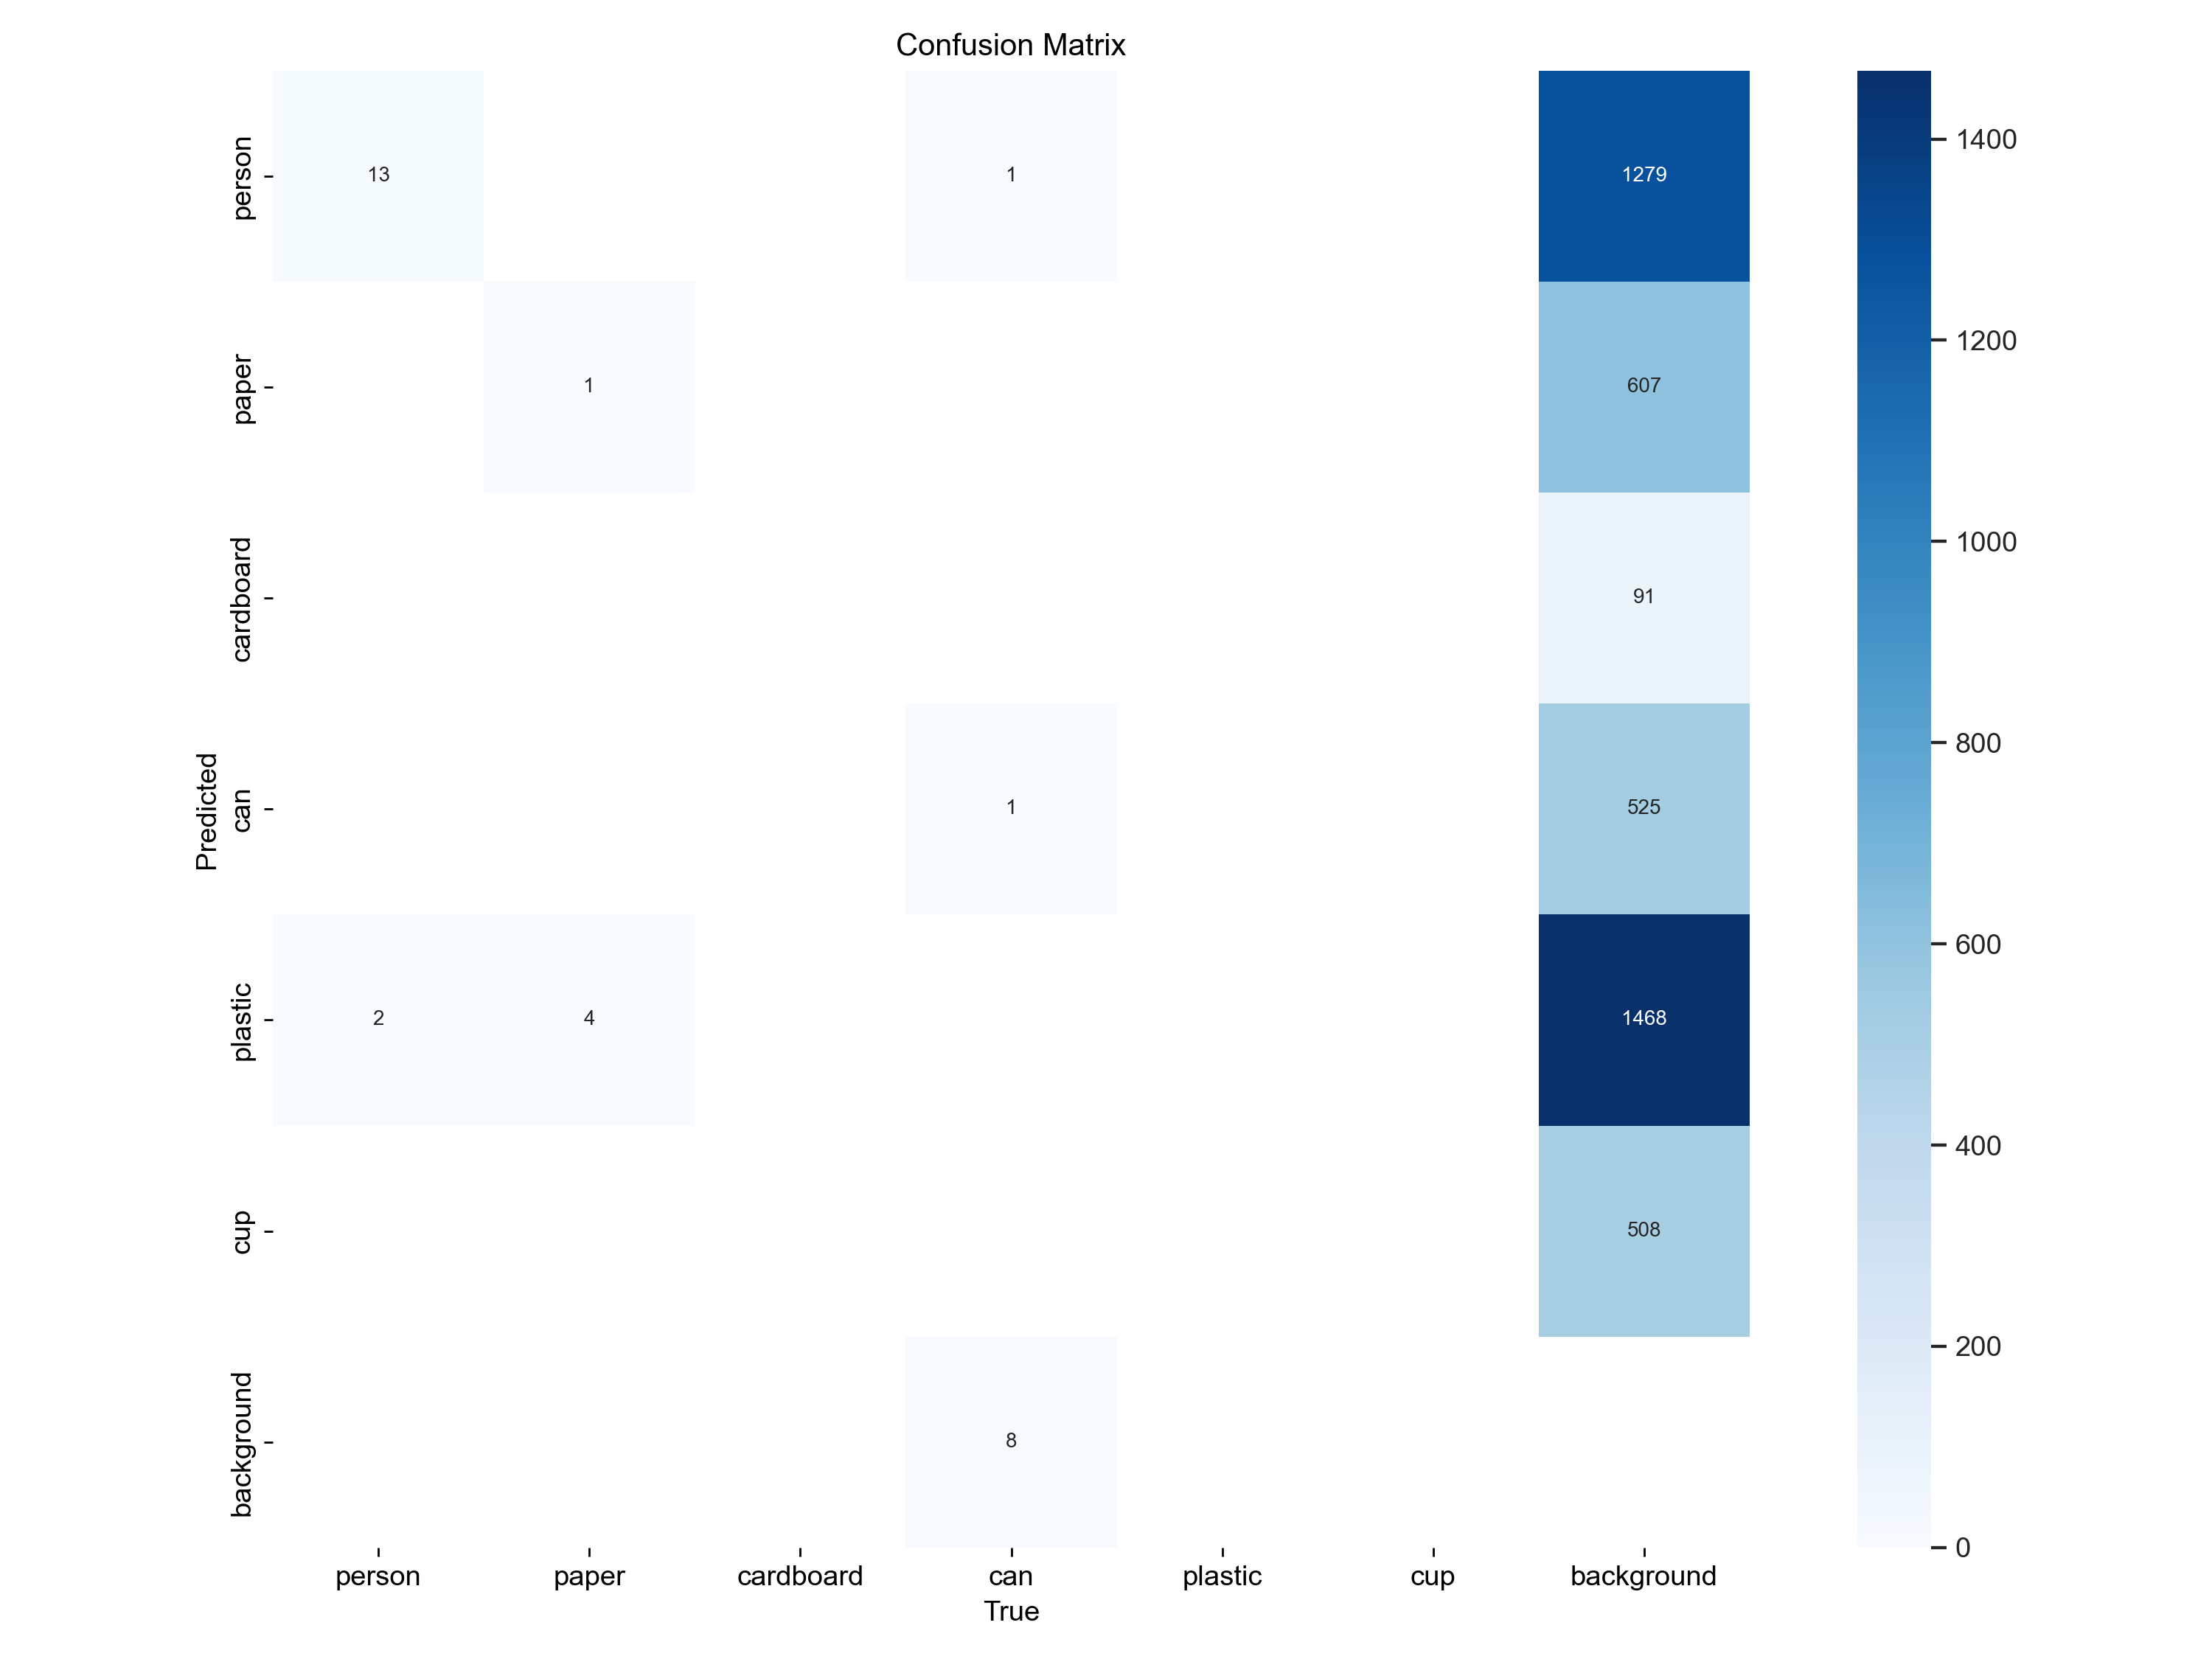 Confusion Matrix
person
13
1
1279
1400
1200
paper
1
607
1000
cardboard
91
800
Predicted
can
1
525
600
plastic
2
4
1468
400
cup
508
200
background
8
0
person paper cardboard can plastic cup background
True